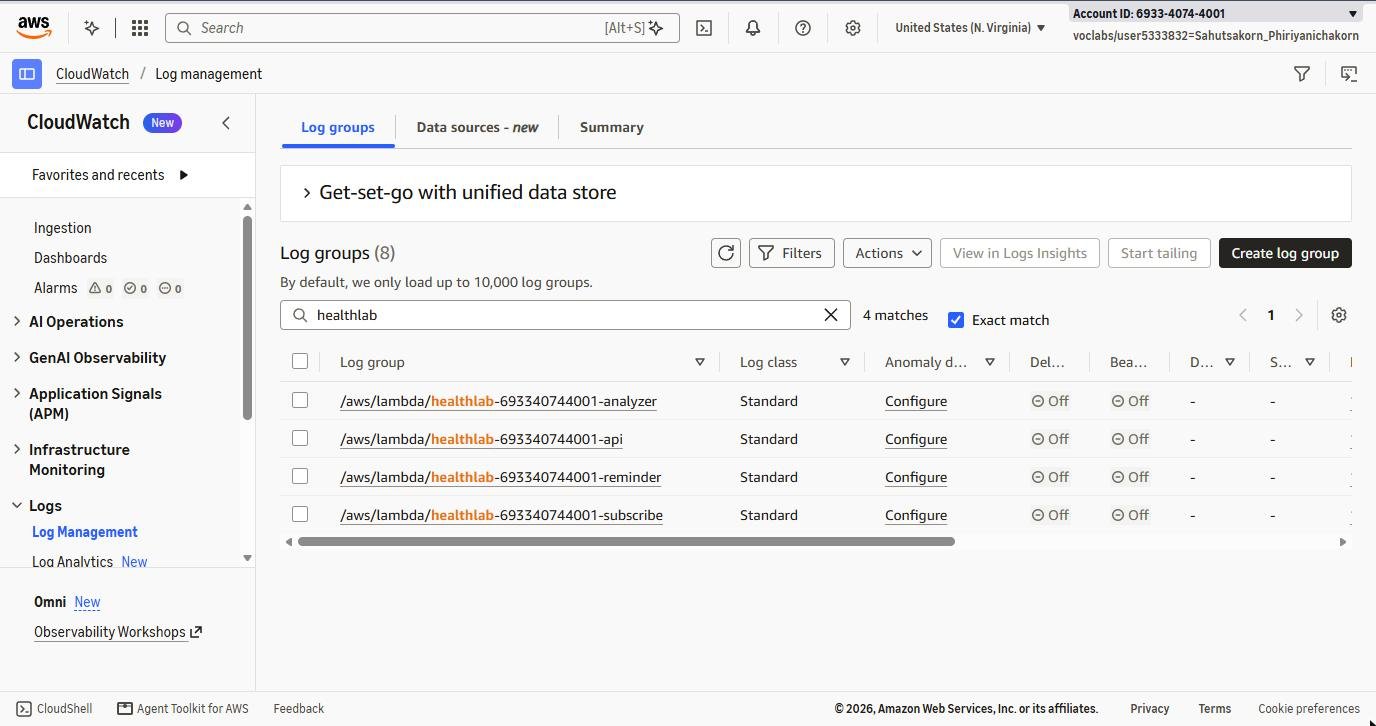 aws
Search
[Alt+S]
United States (N. Virginia)
Account ID: 6933-4074-4001
voclabs/user5333832=Sahutsakorn_Phiriyanichakorn
CloudWatch / Log management
CloudWatch New
Favorites and recents
Ingestion
Dashboards
Alarms 0 0 0
AI Operations
GenAI Observability
Application Signals
(APM)
Infrastructure
Monitoring
Logs
Log Management
Log Analytics New
Omni New
Observability Workshops
Log groups Data sources - new Summary
Get-set-go with unified data store
Log groups (8)
Filters Actions View in Logs Insights Start tailing Create log group
By default, we only load up to 10,000 log groups.
healthlab 4 matches Exact match 1
Log group Log class Anomaly d... Del... Bea... D... S...
/aws/lambda/healthlab-693340744001-analyzer Standard Configure Off Off - -
/aws/lambda/healthlab-693340744001-api Standard Configure Off Off - -
/aws/lambda/healthlab-693340744001-reminder Standard Configure Off Off - -
/aws/lambda/healthlab-693340744001-subscribe Standard Configure Off Off - -
CloudShell Agent Toolkit for AWS Feedback © 2026, Amazon Web Services, Inc. or its affiliates. Privacy Terms Cookie preferences